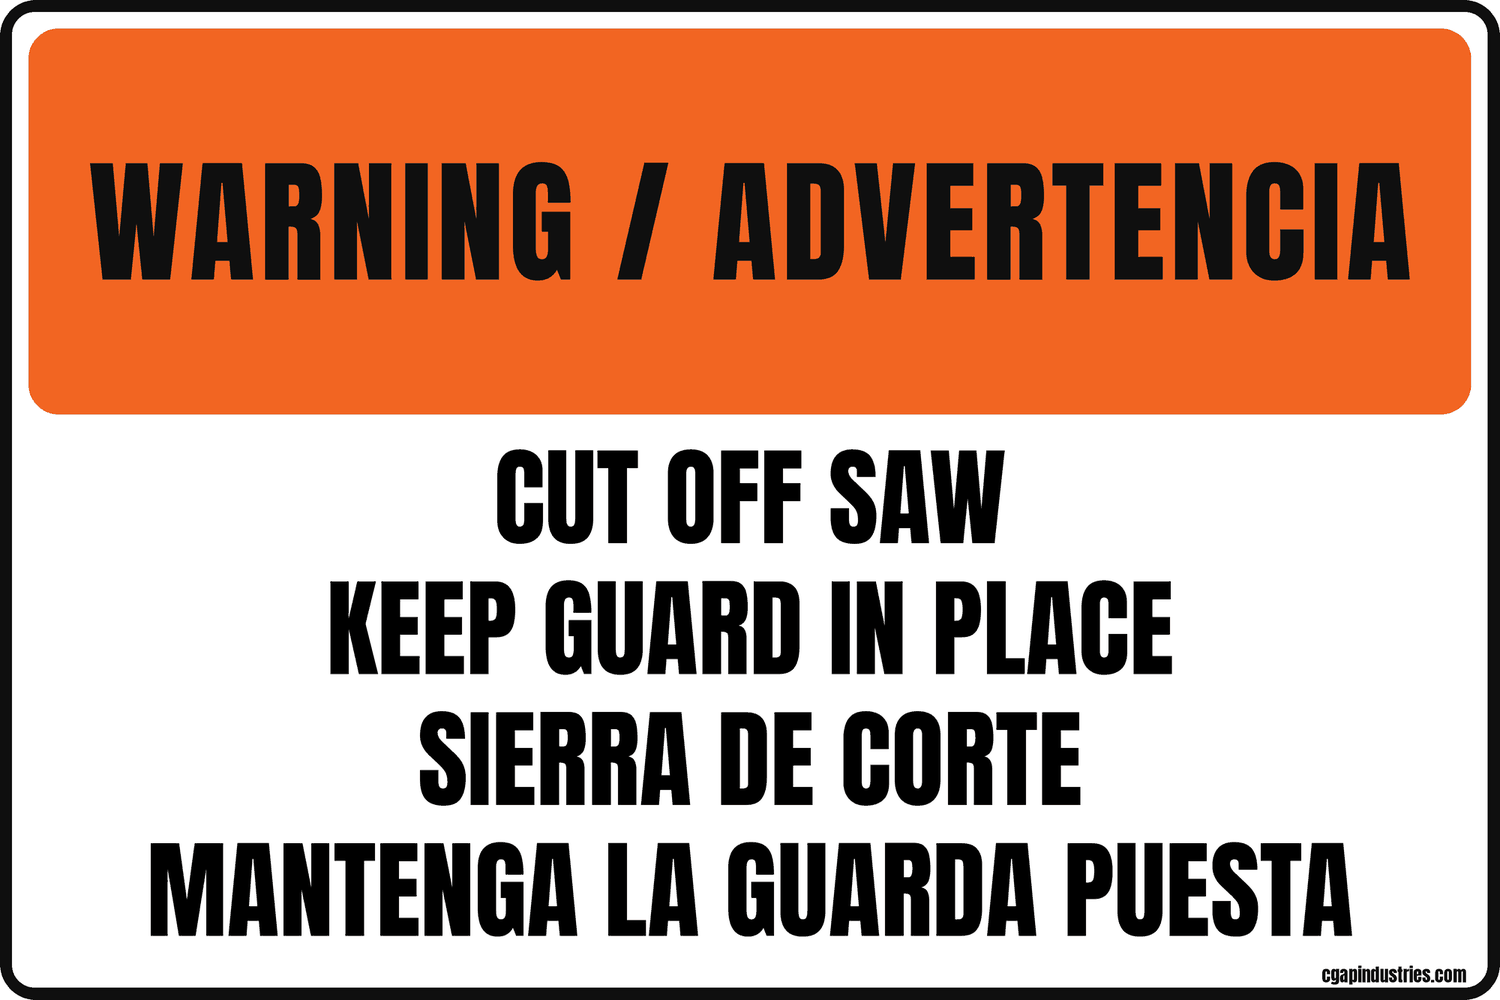 WARNING / ADVERTENCIA
CUT OFF SAW
KEEP GUARD IN PLACE
SIERRA DE CORTE
MANTENGA LA GUARDA PUESTA
cgapindustries.com